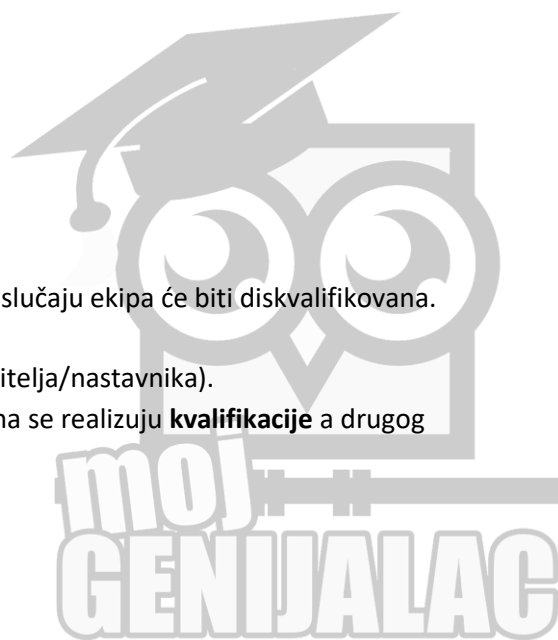 slučaju ekipa će biti diskvalifikovana.
itelja/nastavnika).
na se realizuju kvalifikacije a drugog
moj
GENIJALAC